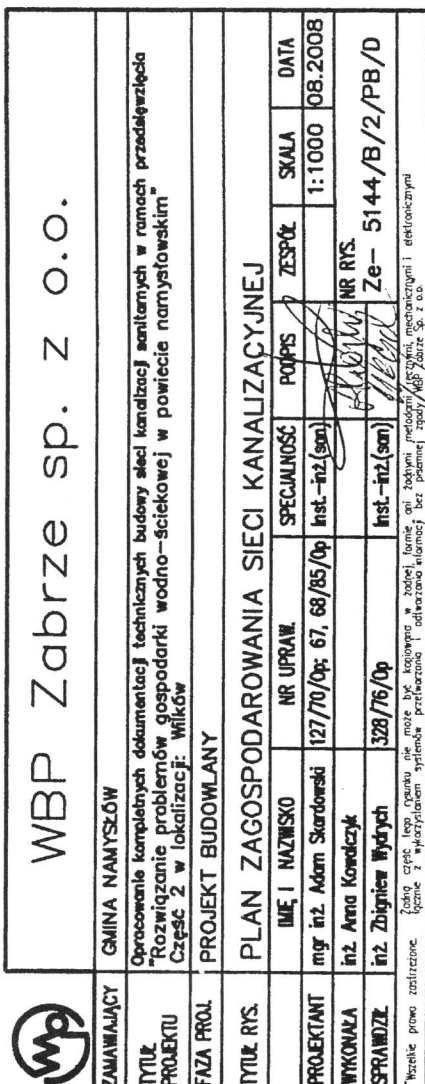 WBP Zabrze sp. z o.o.
ZAMAWIAJĄCY GMINA NAMYSŁÓW
TYTUŁ PROJEKTU
Opracowanie kompletnych dokumentacji technicznych budowy sieci kanalizacji sanitarnych w ramach przedsięwzięcia
"Rozwiązanie problemów gospodarki wodno-ściekowej w powiecie namysłowskim"
Część 2 w lokalizacji: Wilków
FAZA PROJ. PROJEKT BUDOWLANY
TYTUŁ RYS. PLAN ZAGOSPODAROWANIA SIECI KANALIZACYJNEJ
IMIĘ I NAZWISKO NR UPRAW. SPECJALNOŚĆ PODPIS ZESPÓŁ SKALA DATA
PROJEKTANT mgr inż. Adam Skardowski 127/70/Op; 67, 68/85/Op Inst.-inż.(san) 1:1000 08.2008
WYKONAŁA inż. Anna Kowalczyk NR RYS.
SPRAWDZIŁ inż. Zbigniew Wydrych 328/76/Op Inst.-inż.(san) Ze- 5144/B/2/PB/D
Wszelkie prawa zastrzeżone. Żadna część tego rysunku nie może być kopiowana w żadnej formie ani żadnymi metodami ręcznymi, mechanicznymi i elektronicznymi
łącznie z wykorzystaniem systemów przetwarzania i odtwarzania informacji bez pisemnej zgody WBP Zabrze Sp. z o.o.